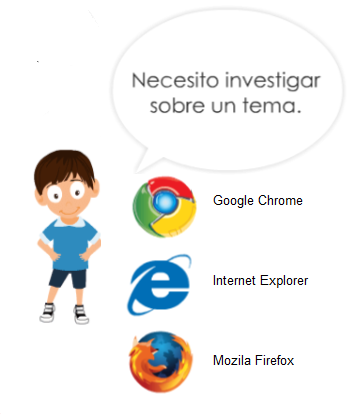 Necesito investigar
sobre un tema.
Google Chrome
Internet Explorer
Mozila Firefox